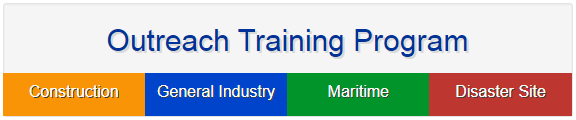 Outreach Training Program
Construction General Industry Maritime Disaster Site